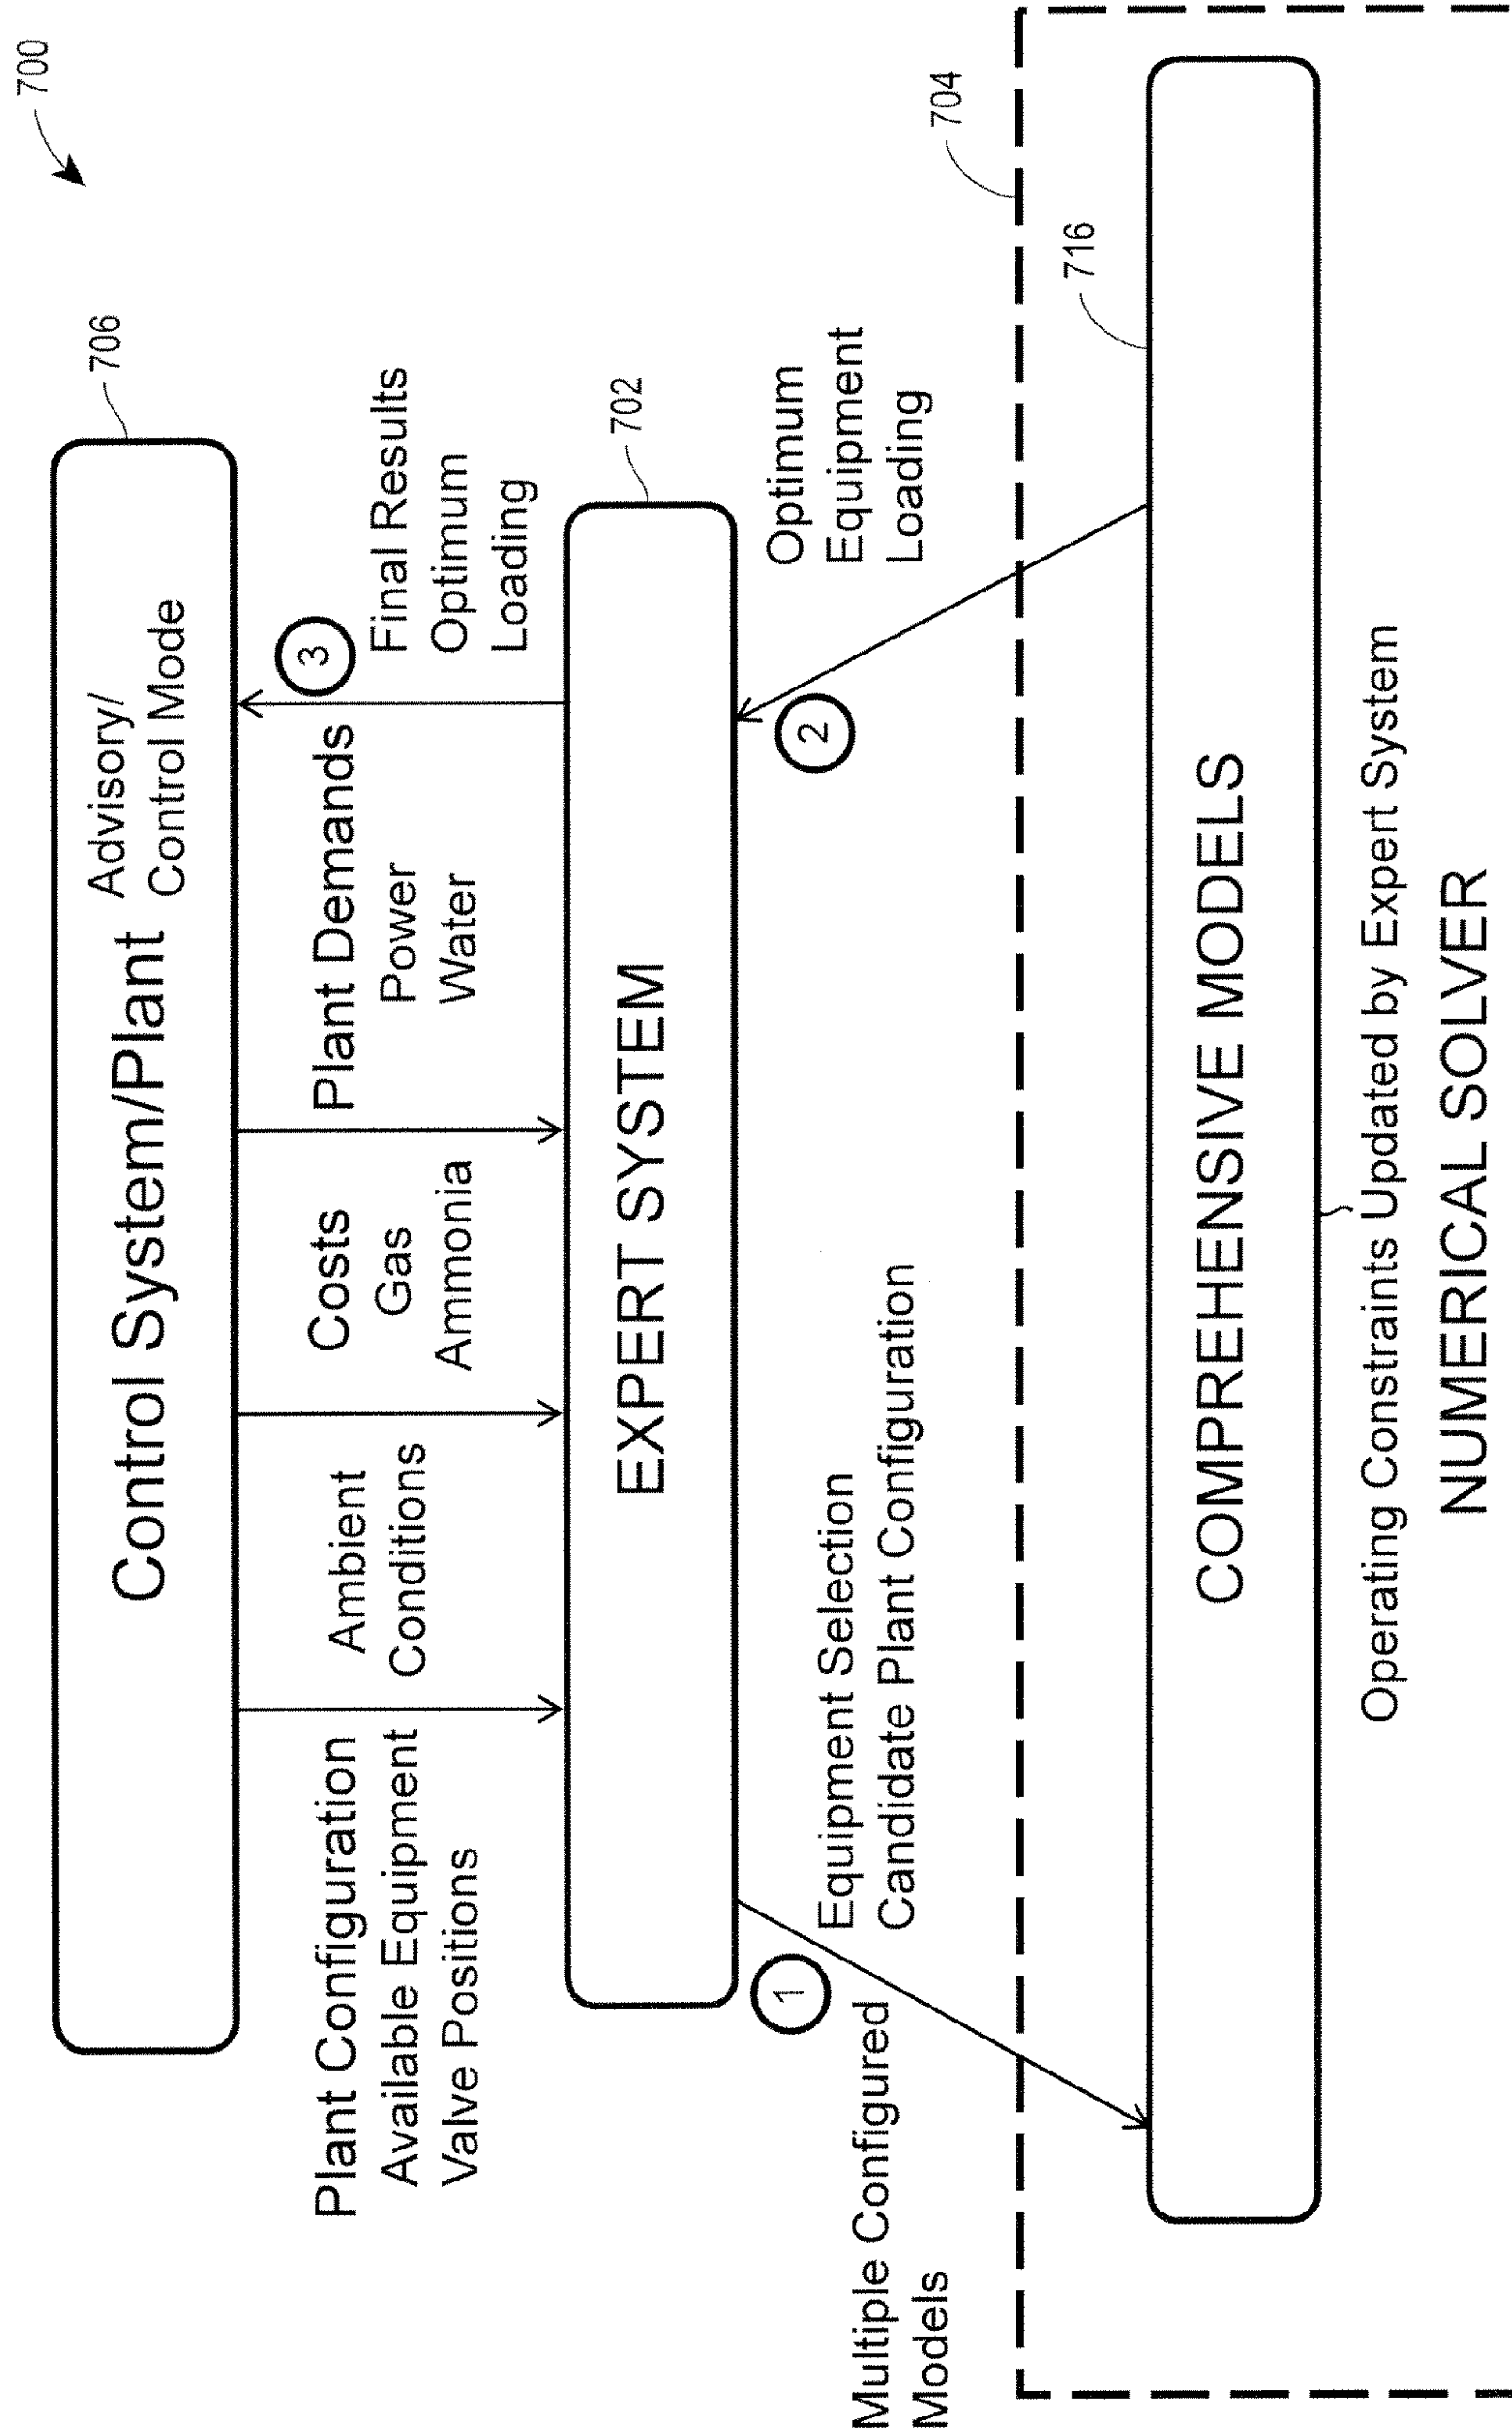 700
706
Control System/Plant
Advisory/
Control Mode
Plant Configuration
Available Equipment
Valve Positions
Ambient
Conditions
Costs
Gas
Ammonia
Plant Demands
Power
Water
3
Final Results
Optimum
Loading
702
EXPERT SYSTEM
1
Multiple Configured
Models
Equipment Selection
Candidate Plant Configuration
2
Optimum
Equipment
Loading
704
716
COMPREHENSIVE MODELS
Operating Constraints Updated by Expert System
NUMERICAL SOLVER